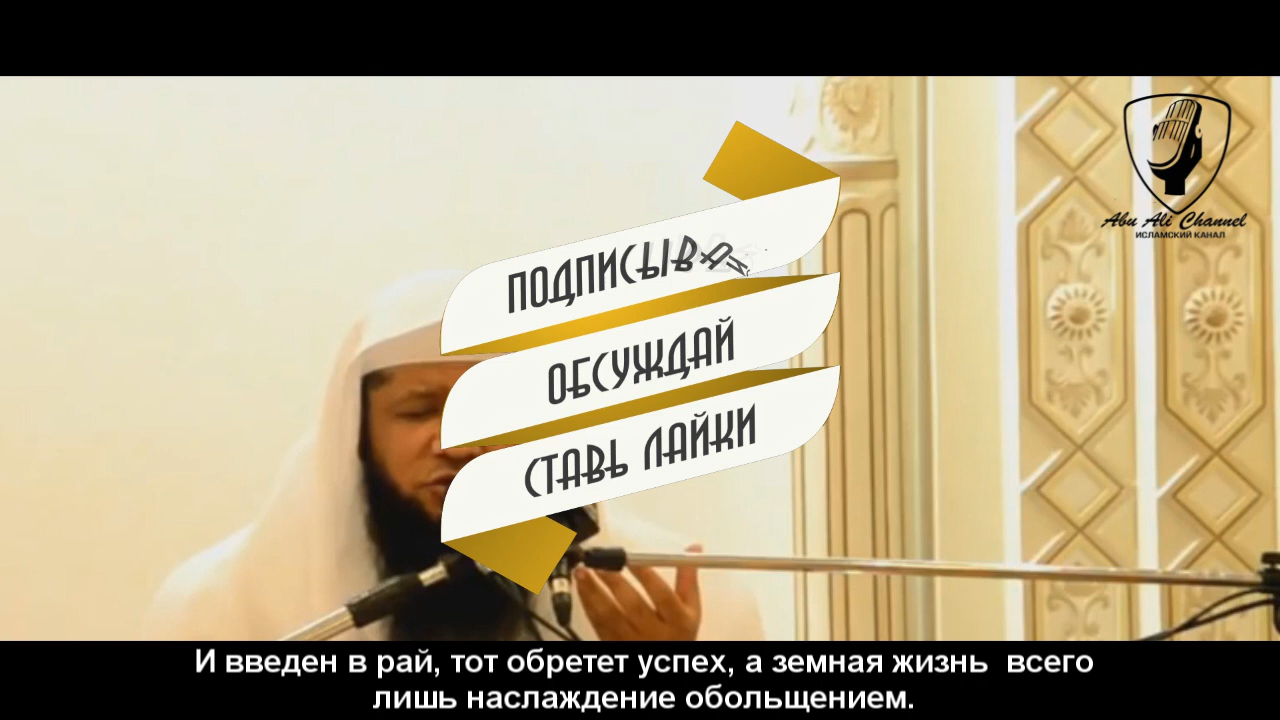 Abu Ali Channel
ИСЛАМСКИЙ КАНАЛ
ОБСУЖДАЙ
СТАВЬ ЛАЙКИ
И введен в рай, тот обретет успех, а земная жизнь всего
лишь наслаждение обольщением.